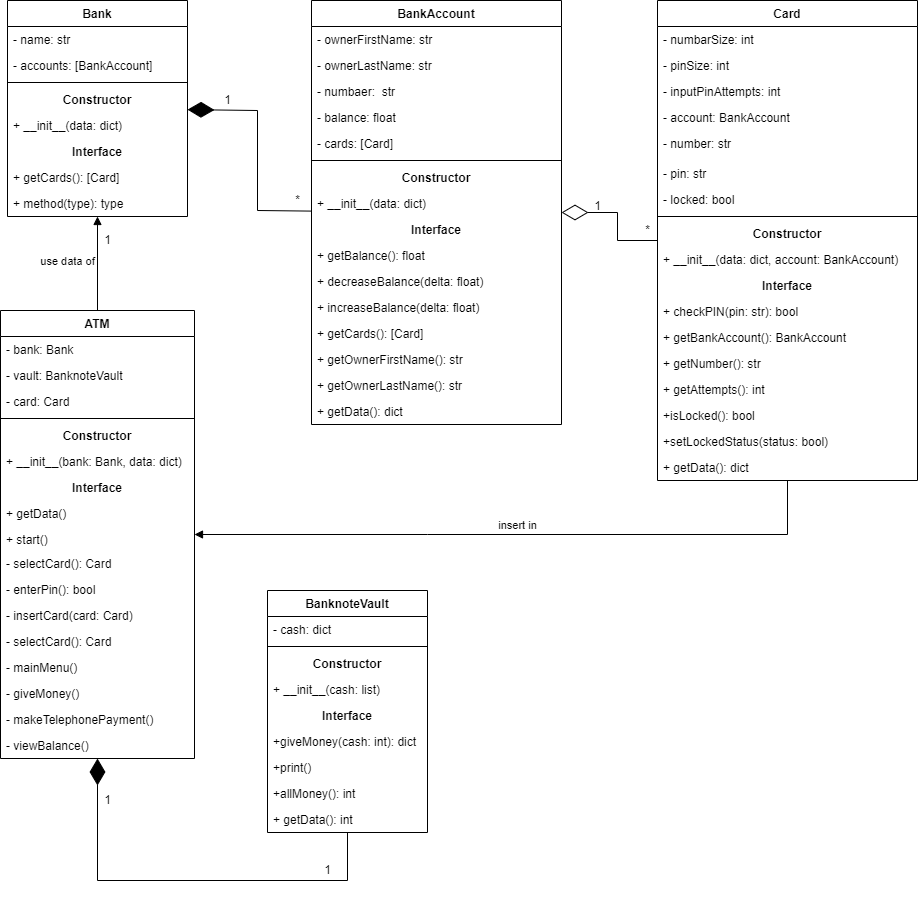 Bank
- name: str
- accounts: [BankAccount]
Constructor
+ __init__(data: dict)
Interface
+ getCards(): [Card]
+ method(type): type
1
*
BankAccount
- ownerFirstName: str
- ownerLastName: str
- numbaer:  str
- balance: float
- cards: [Card]
Constructor
+ __init__(data: dict)
Interface
+ getBalance(): float
+ decreaseBalance(delta: float)
+ increaseBalance(delta: float)
+ getCards(): [Card]
+ getOwnerFirstName(): str
+ getOwnerLastName(): str
+ getData(): dict
1
*
Card
- numbarSize: int
- pinSize: int
- inputPinAttempts: int
- account: BankAccount
- number: str
- pin: str
- locked: bool
Constructor
+ __init__(data: dict, account: BankAccount)
Interface
+ checkPIN(pin: str): bool
+ getBankAccount(): BankAccount
+ getNumber(): str
+ getAttempts(): int
+isLocked(): bool
+setLockedStatus(status: bool)
+ getData(): dict
1
use data of
insert in
ATM
- bank: Bank
- vault: BanknoteVault
- card: Card
Constructor
+ __init__(bank: Bank, data: dict)
Interface
+ getData()
+ start()
- selectCard(): Card
- enterPin(): bool
- insertCard(card: Card)
- selectCard(): Card
- mainMenu()
- giveMoney()
- makeTelephonePayment()
- viewBalance()
1
1
BanknoteVault
- cash: dict
Constructor
+ __init__(cash: list)
Interface
+giveMoney(cash: int): dict
+print()
+allMoney(): int
+ getData(): int